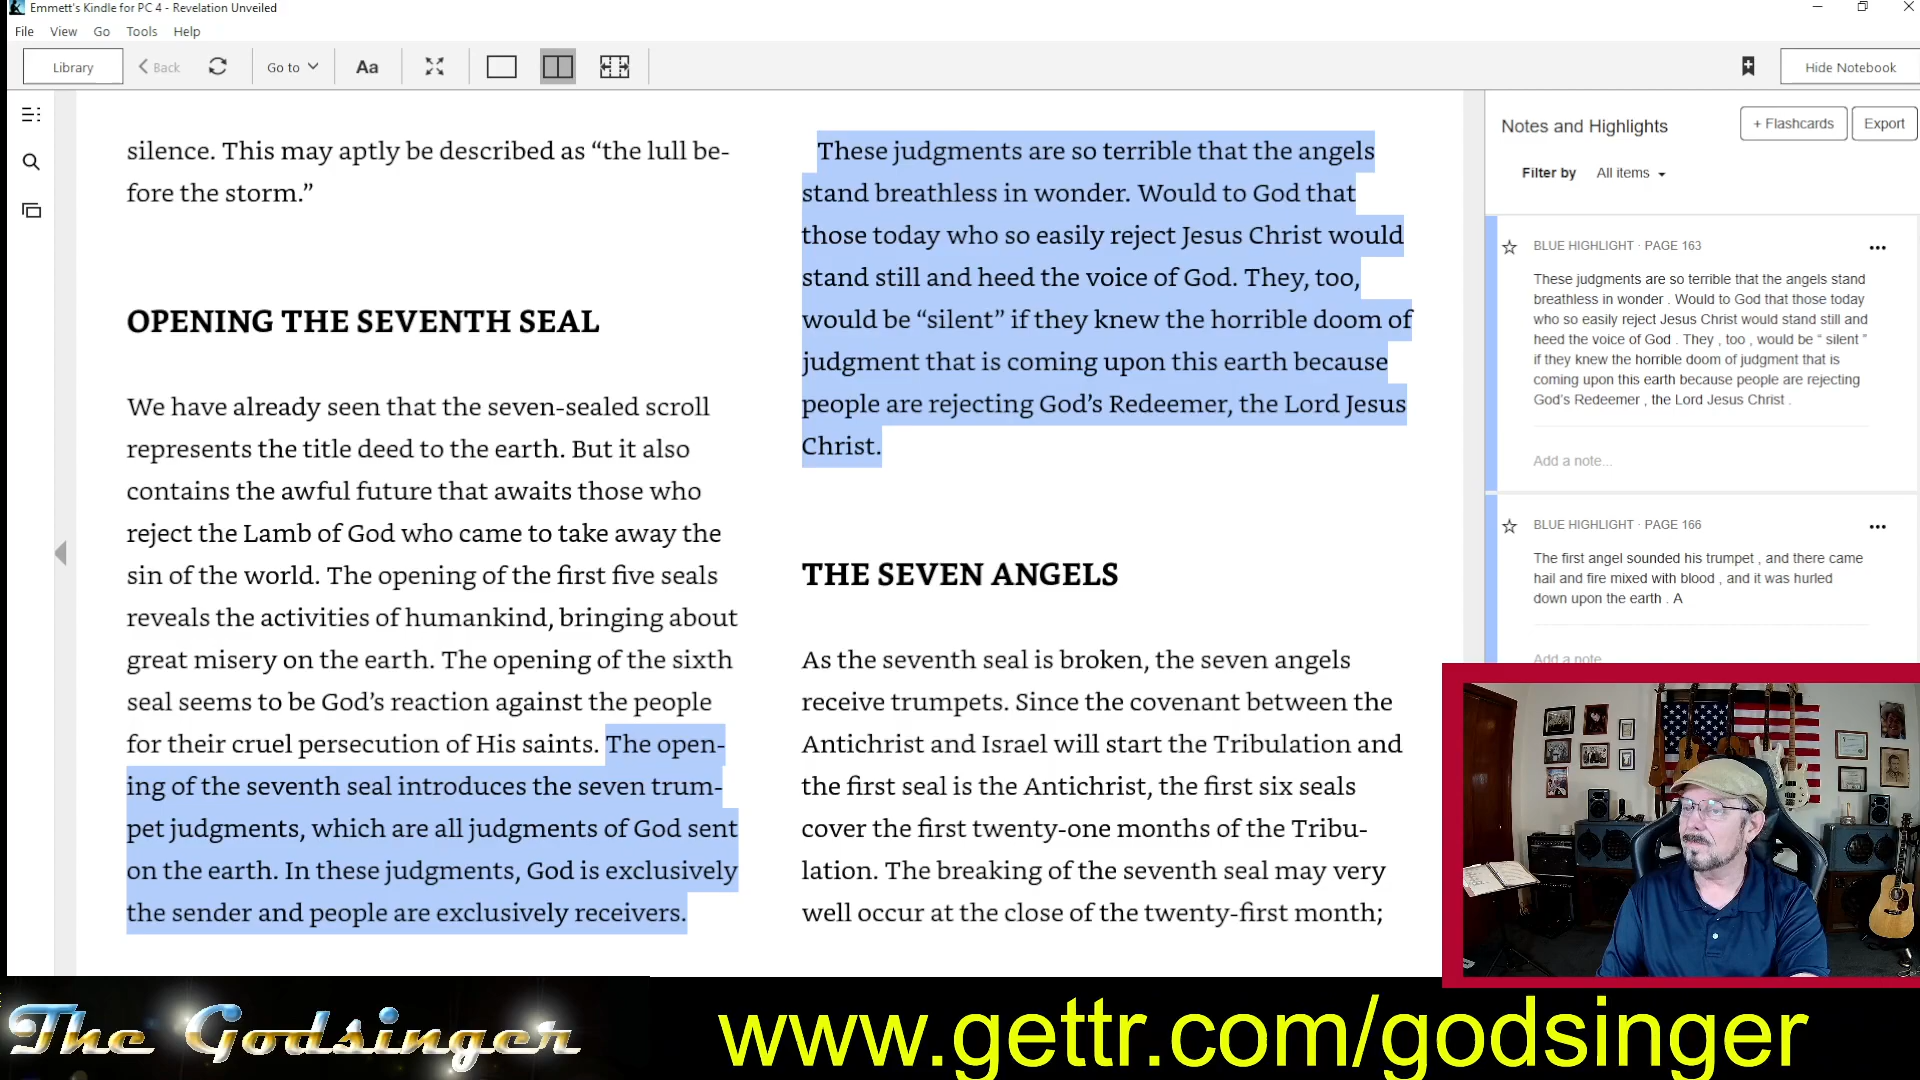 Emmett's Kindle for PC 4 - Revelation Unveiled
File View Go Tools Help
Library Back Go to Aa Hide Notebook
silence. This may aptly be described as “the lull be-
fore the storm.”
OPENING THE SEVENTH SEAL
We have already seen that the seven-sealed scroll
represents the title deed to the earth. But it also
contains the awful future that awaits those who
reject the Lamb of God who came to take away the
sin of the world. The opening of the first five seals
reveals the activities of humankind, bringing about
great misery on the earth. The opening of the sixth
seal seems to be God’s reaction against the people
for their cruel persecution of His saints. The open-
ing of the seventh seal introduces the seven trum-
pet judgments, which are all judgments of God sent
on the earth. In these judgments, God is exclusively
the sender and people are exclusively receivers.
These judgments are so terrible that the angels
stand breathless in wonder. Would to God that
those today who so easily reject Jesus Christ would
stand still and heed the voice of God. They, too,
would be “silent” if they knew the horrible doom of
judgment that is coming upon this earth because
people are rejecting God’s Redeemer, the Lord Jesus
Christ.
THE SEVEN ANGELS
As the seventh seal is broken, the seven angels
receive trumpets. Since the covenant between the
Antichrist and Israel will start the Tribulation and
the first seal is the Antichrist, the first six seals
cover the first twenty-one months of the Tribu-
lation. The breaking of the seventh seal may very
well occur at the close of the twenty-first month;
Notes and Highlights + Flashcards Export
Filter by All items
BLUE HIGHLIGHT · PAGE 163
These judgments are so terrible that the angels stand
breathless in wonder . Would to God that those today
who so easily reject Jesus Christ would stand still and
heed the voice of God . They , too , would be “ silent ”
if they knew the horrible doom of judgment that is
coming upon this earth because people are rejecting
God’s Redeemer , the Lord Jesus Christ .
Add a note...
BLUE HIGHLIGHT · PAGE 166
The first angel sounded his trumpet , and there came
hail and fire mixed with blood , and it was hurled
down upon the earth . A
Add a note
The Godsinger
www.gettr.com/godsinger